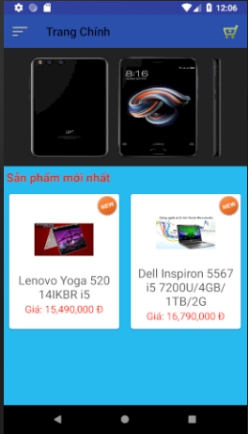 12:06
Trang Chính
8:16
Sản phẩm mới nhất
NEW
NEW
Lenovo Yoga 520
14IKBR i5
Giá: 15,490,000 Đ
Dell Inspiron 5567
i5 7200U/4GB/
1TB/2G
Giá: 16,790,000 Đ